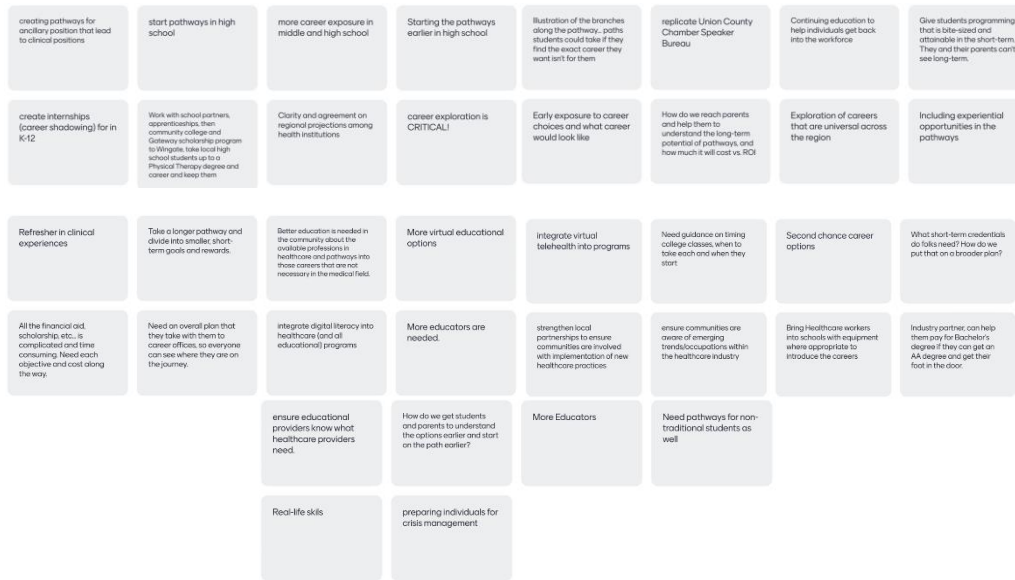 creating pathways for
ancillary position that lead
to clinical positions
start pathways in high
school
more career exposure in
middle and high school
Starting the pathways
earlier in high school
Illustration of the branches
along the pathway... paths
students could take if they
find the exact career they
want isn't for them
replicate Union County
Chamber Speaker
Bureau
Continuing education to
help individuals get back
into the workforce
Give students programming
that is bite-sized and
attainable in the short-term.
They and their parents can't
see long-term.
create internships
(career shadowing) for in
K-12
Work with school partners,
apprenticeships, then
community college and
Gateway scholarship program
to Wingate, take local high
school students up to a
Physical Therapy degree and
career and keep them
Clarity and agreement on
regional projections among
health institutions
career exploration is
CRITICAL!
Early exposure to career
choices and what career
would look like
How do we reach parents
and help them to
understand the long-term
potential of pathways, and
how much it will cost vs. ROI
Exploration of careers
that are universal across
the region
Including experiential
opportunities in the
pathways
Refresher in clinical
experiences
Take a longer pathway and
divide into smaller, short-
term goals and rewards.
Better education is needed in
the community about the
available professions in
healthcare and pathways into
those careers that are not
necessary in the medical field.
More virtual educational
options
integrate virtual
telehealth into programs
Need guidance on timing
college classes, when to
take each and when they
start
Second chance career
options
What short-term credentials
do folks need? How do we
put that on a broader plan?
All the financial aid,
scholarship, etc... is
complicated and time
consuming. Need each
objective and cost along
the way.
Need an overall plan that
they take with them to
career offices, so everyone
can see where they are on
the journey.
integrate digital literacy into
healthcare (and all
educational) programs
More educators are
needed.
strengthen local
partnerships to ensure
communities are involved
with implementation of new
healthcare practices
ensure communities are
aware of emerging
trends/occupations within
the healthcare industry
Bring Healthcare workers
into schools with equipment
where appropriate to
introduce the careers
Industry partner, can help
them pay for Bachelor's
degree if they can get an
AA degree and get their
foot in the door.
ensure educational
providers know what
healthcare providers
need.
How do we get students
and parents to understand
the options earlier and start
on the path earlier?
More Educators
Need pathways for non-
traditional students as
well
Real-life skils
preparing individuals for
crisis management